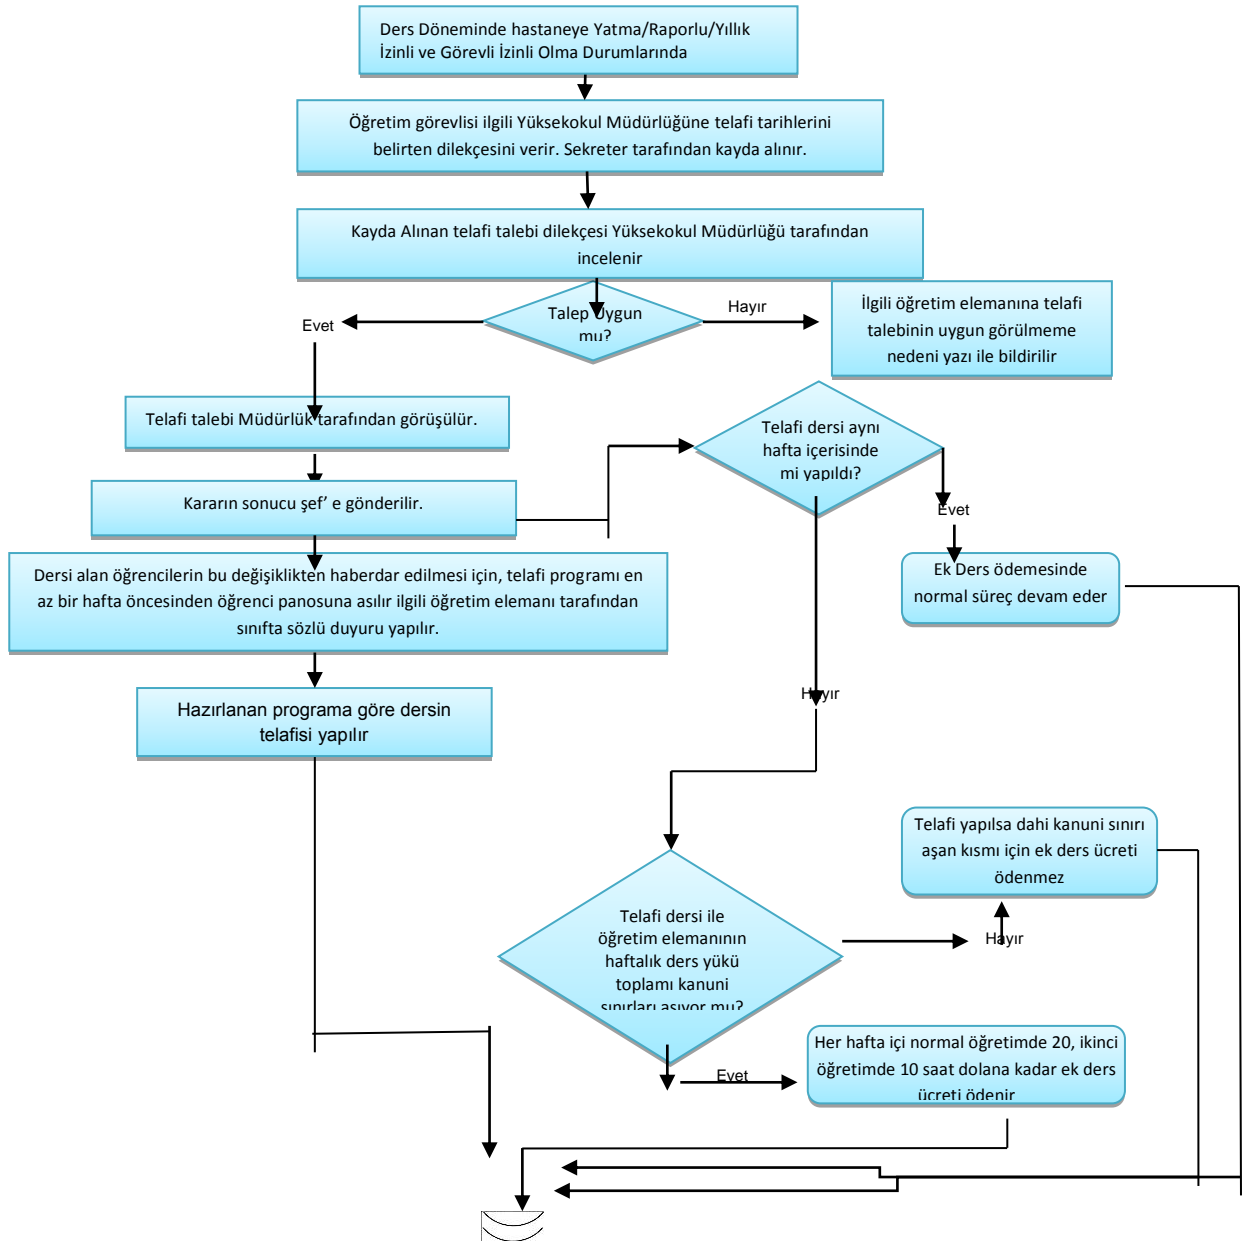 Ders Döneminde hastaneye Yatma/Raporlu/Yıllık
İzinli ve Görevli İzinli Olma Durumlarında
Öğretim görevlisi ilgili Yüksekokul Müdürlüğüne telafi tarihlerini
belirten dilekçesini verir. Sekreter tarafından kayda alınır.
Kayda Alınan telafi talebi dilekçesi Yüksekokul Müdürlüğü tarafından
incelenir
Talep Uygun
mu?
Evet
Hayır
İlgili öğretim elemanına telafi
talebinin uygun görülmeme
nedeni yazı ile bildirilir
Telafi talebi Müdürlük tarafından görüşülür.
Kararın sonucu şef’ e gönderilir.
Telafi dersi aynı
hafta içerisinde
mi yapıldı?
Evet
Ek Ders ödemesinde
normal süreç devam eder
Dersi alan öğrencilerin bu değişiklikten haberdar edilmesi için, telafi programı en
az bir hafta öncesinden öğrenci panosuna asılır ilgili öğretim elemanı tarafından
sınıfta sözlü duyuru yapılır.
Hazırlanan programa göre dersin
telafisi yapılır
Hayır
Telafi yapılsa dahi kanuni sınırı
aşan kısmı için ek ders ücreti
ödenmez
Hayır
Telafi dersi ile
öğretim elemanının
haftalık ders yükü
toplamı kanuni
sınırları aşıyor mu?
Evet
Her hafta içi normal öğretimde 20, ikinci
öğretimde 10 saat dolana kadar ek ders
ücreti ödenir